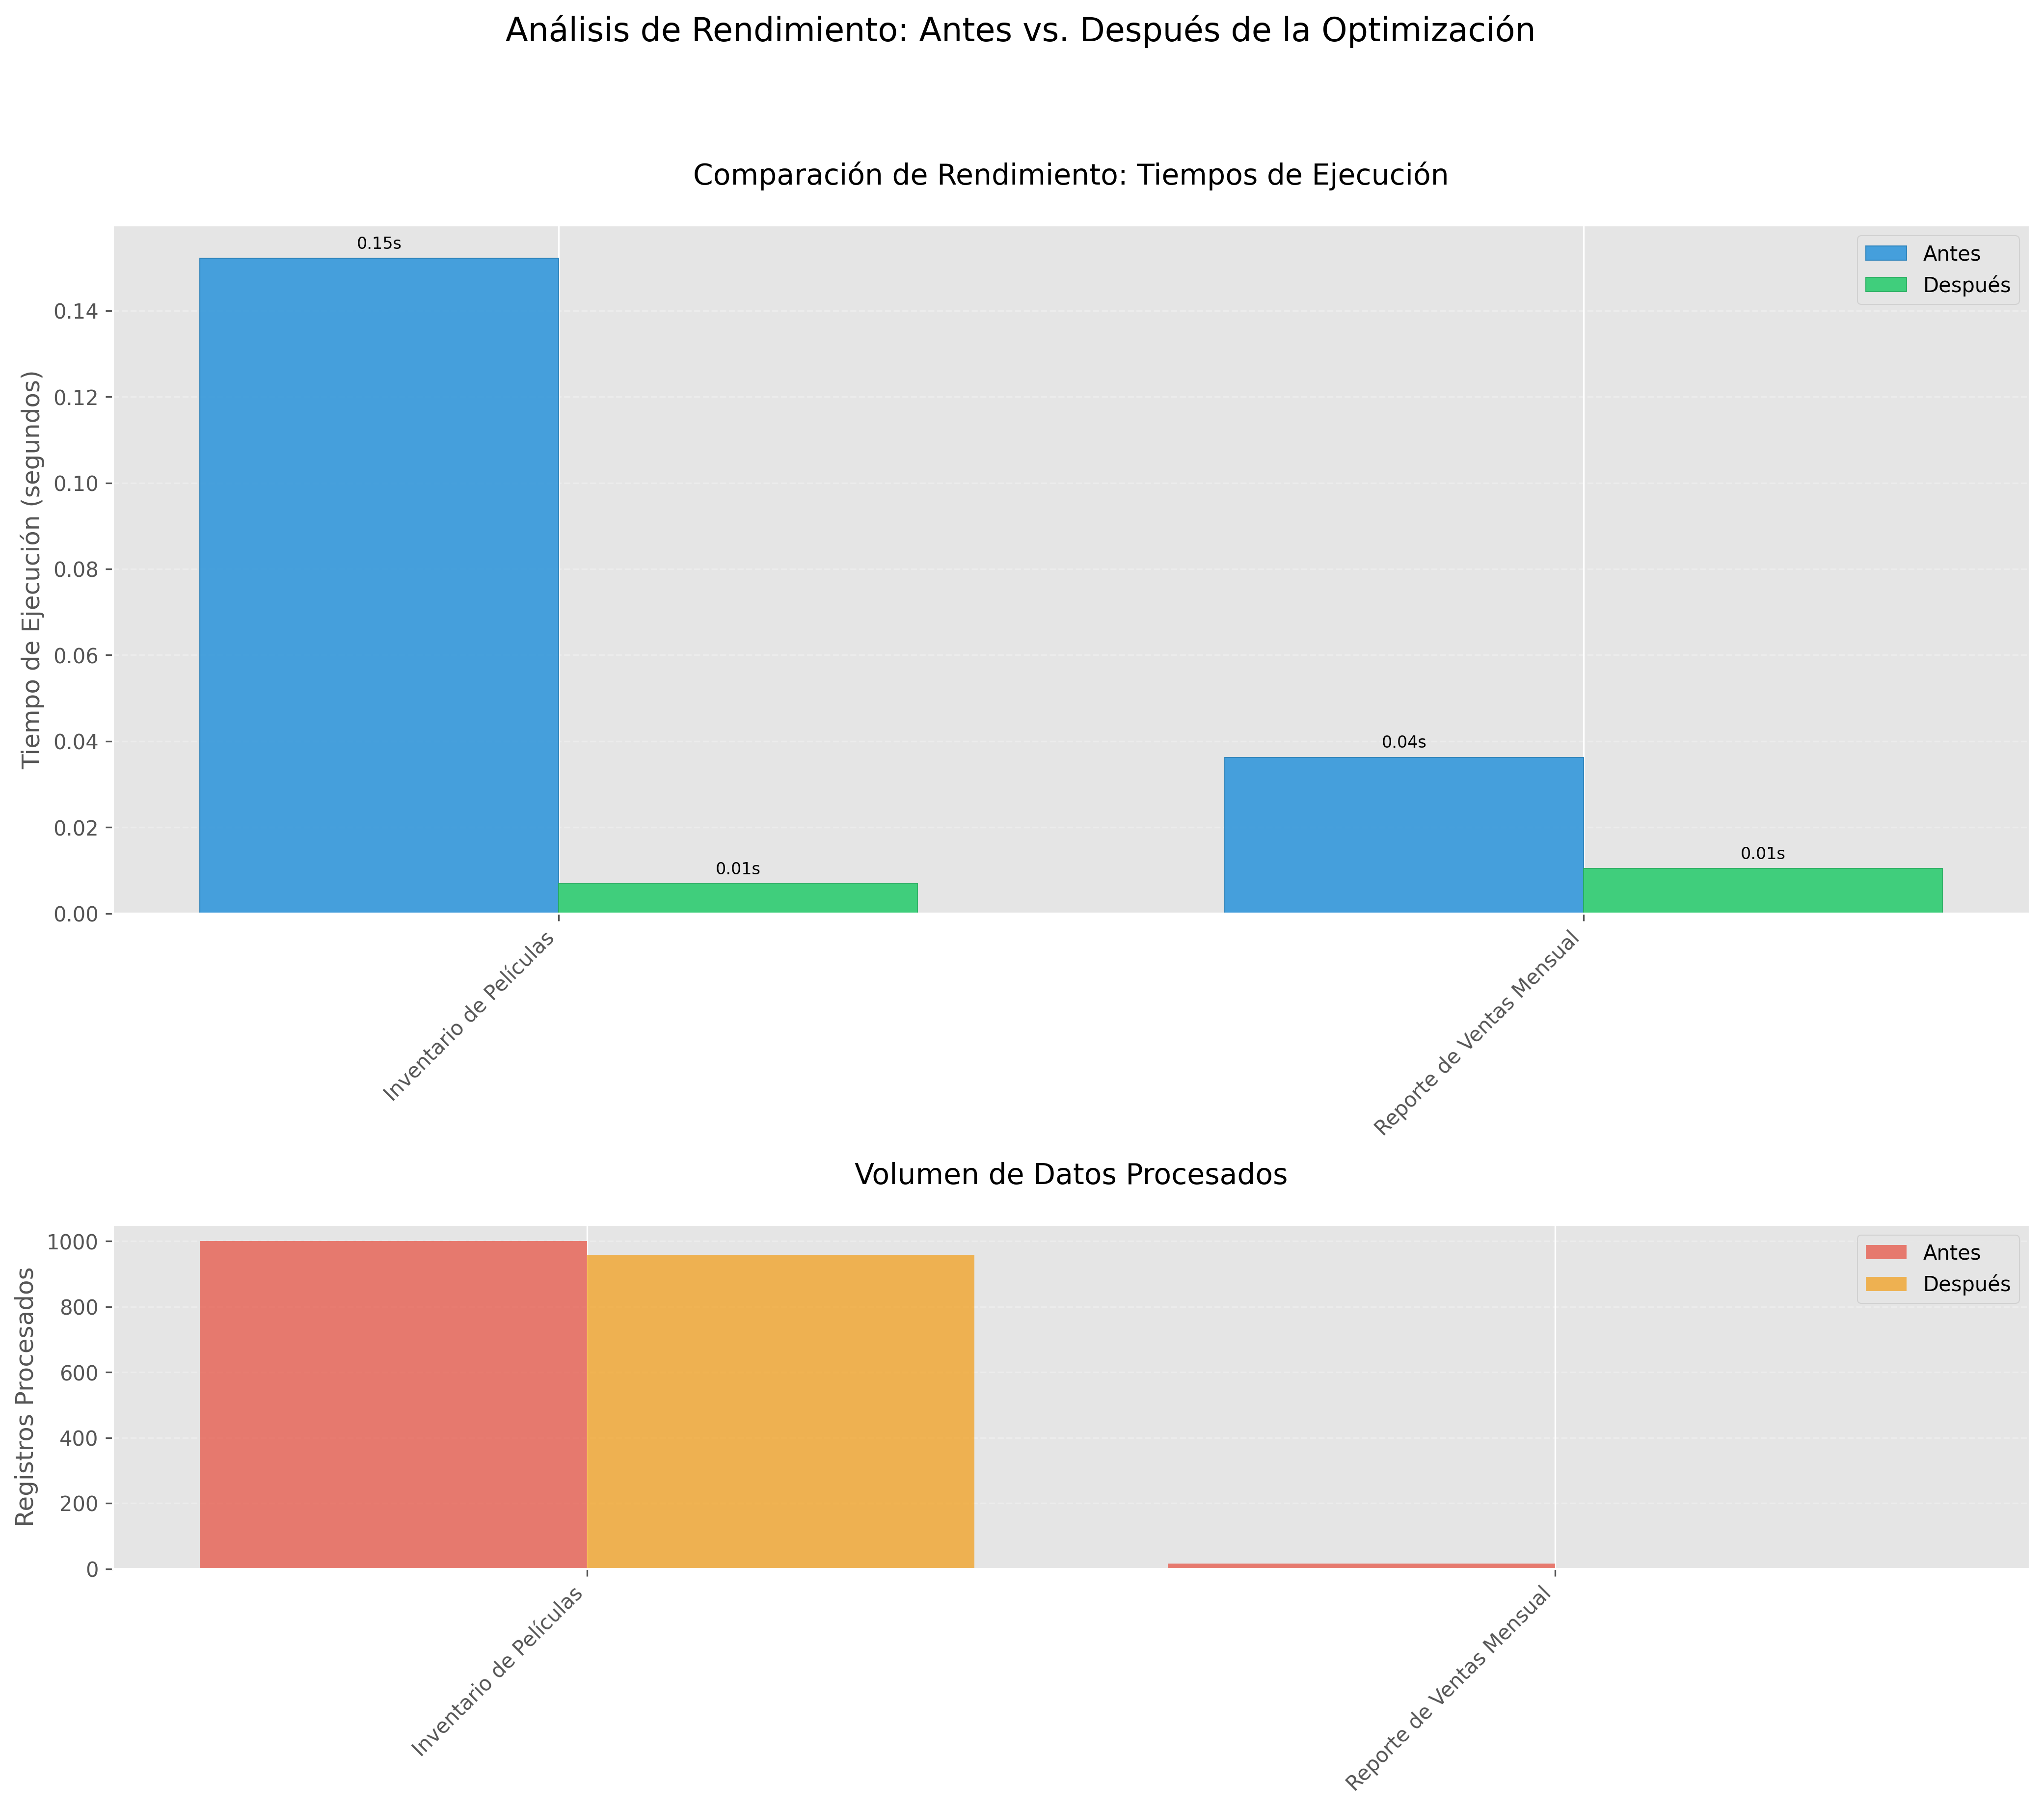 Análisis de Rendimiento: Antes vs. Después de la Optimización
Comparación de Rendimiento: Tiempos de Ejecución
Tiempo de Ejecución (segundos)
0.14
0.12
0.10
0.08
0.06
0.04
0.02
0.00
0.15s
0.01s
0.04s
0.01s
Antes
Después
Inventario de Películas
Reporte de Ventas Mensual
Volumen de Datos Procesados
Registros Procesados
1000
800
600
400
200
0
Antes
Después
Inventario de Películas
Reporte de Ventas Mensual